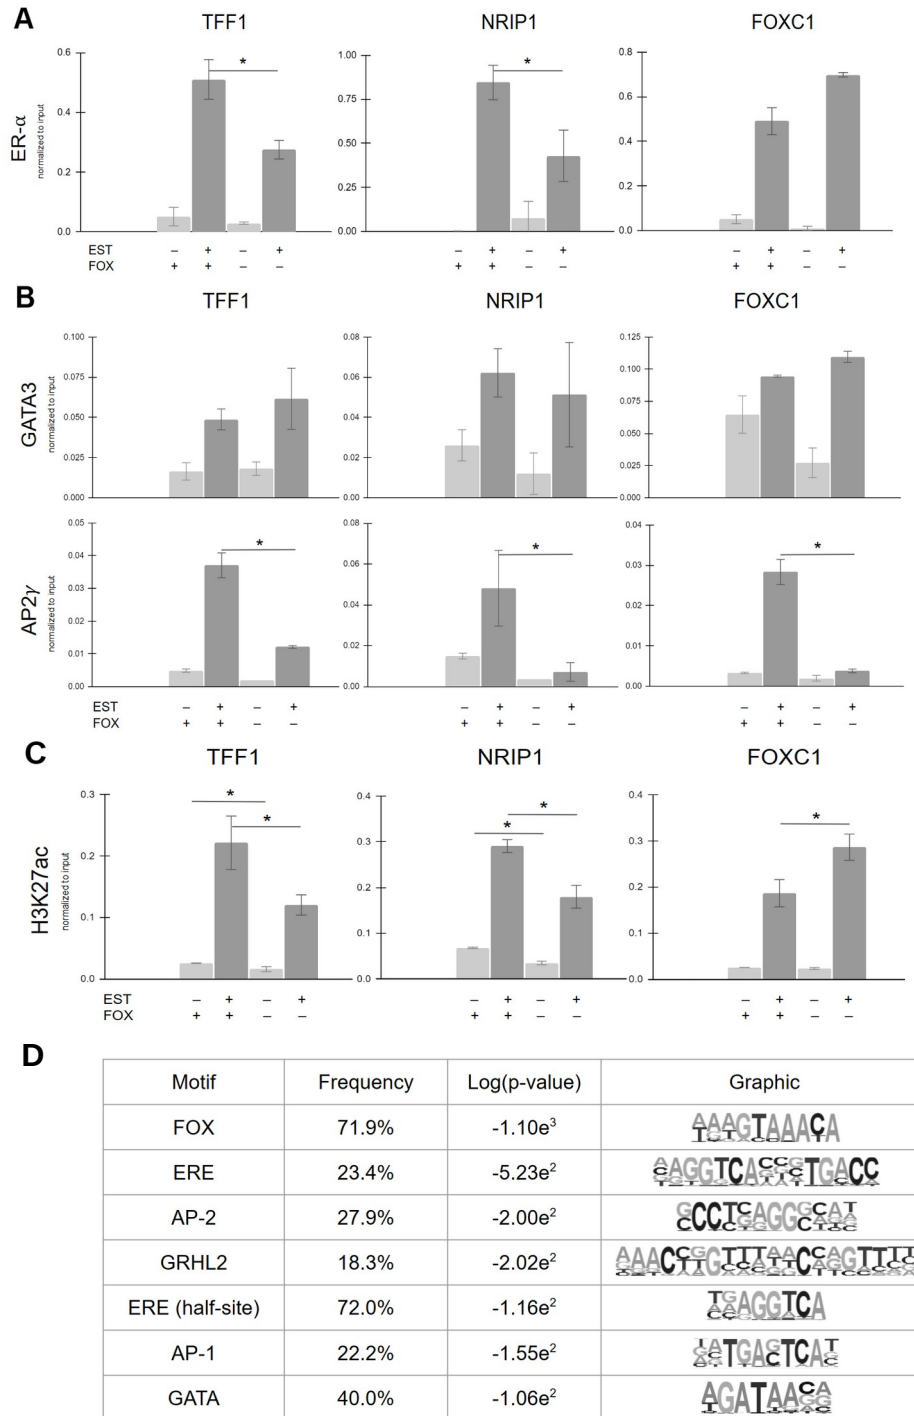 A
TFF1 NRIP1 FOXC1
ER-α
normalized to input
0.6 0.4 0.2 0.0
1.00 0.75 0.50 0.25 0.00
0.8 0.6 0.4 0.2 0.0
* *
EST – + – + – + – + – + – +
FOX + + – – + + – – + + – –
B
TFF1 NRIP1 FOXC1
GATA3
normalized to input
0.100 0.075 0.050 0.025 0.000
0.08 0.06 0.04 0.02 0.00
0.125 0.100 0.075 0.050 0.025 0.000
AP2γ
normalized to input
0.05 0.04 0.03 0.02 0.01 0.00
0.08 0.06 0.04 0.02 0.00
0.04 0.03 0.02 0.01 0.00
* * *
EST – + – + – + – + – + – +
FOX + + – – + + – – + + – –
C
TFF1 NRIP1 FOXC1
H3K27ac
normalized to input
0.3 0.2 0.1 0.0
0.4 0.3 0.2 0.1 0.0
0.4 0.3 0.2 0.1 0.0
* * * * *
EST – + – + – + – + – + – +
FOX + + – – + + – – + + – –
D
Motif Frequency Log(p-value) Graphic
FOX 71.9% -1.10e³ AAAGTAAACA
ERE 23.4% -5.23e² CAGGTCACCGTGACC
AP-2 27.9% -2.00e² GCCTCAGGCAT
GRHL2 18.3% -2.02e²
ERE (half-site) 72.0% -1.16e² AGGTCA
AP-1 22.2% -1.55e² TGACTCA
GATA 40.0% -1.06e² AGATAA